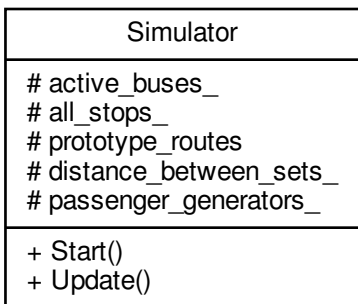 Simulator
# active_buses_
# all_stops_
# prototype_routes
# distance_between_sets_
# passenger_generators_
+ Start()
+ Update()